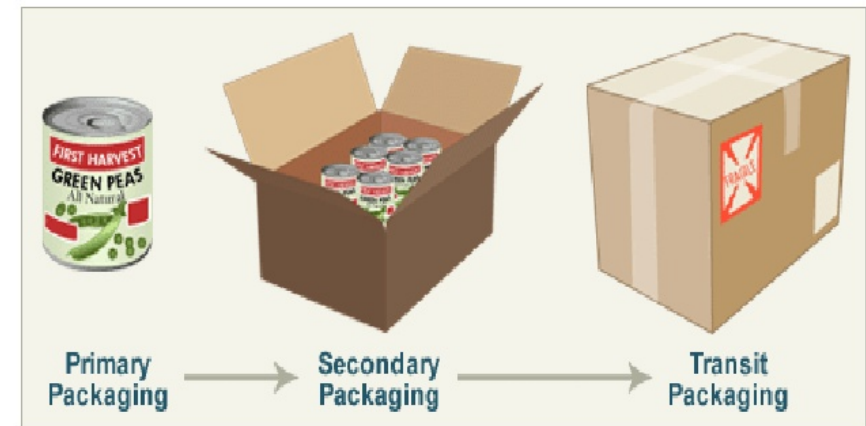 FIRST HARVEST
GREEN PEAS
All Natural
Primary
Packaging
Secondary
Packaging
Transit
Packaging